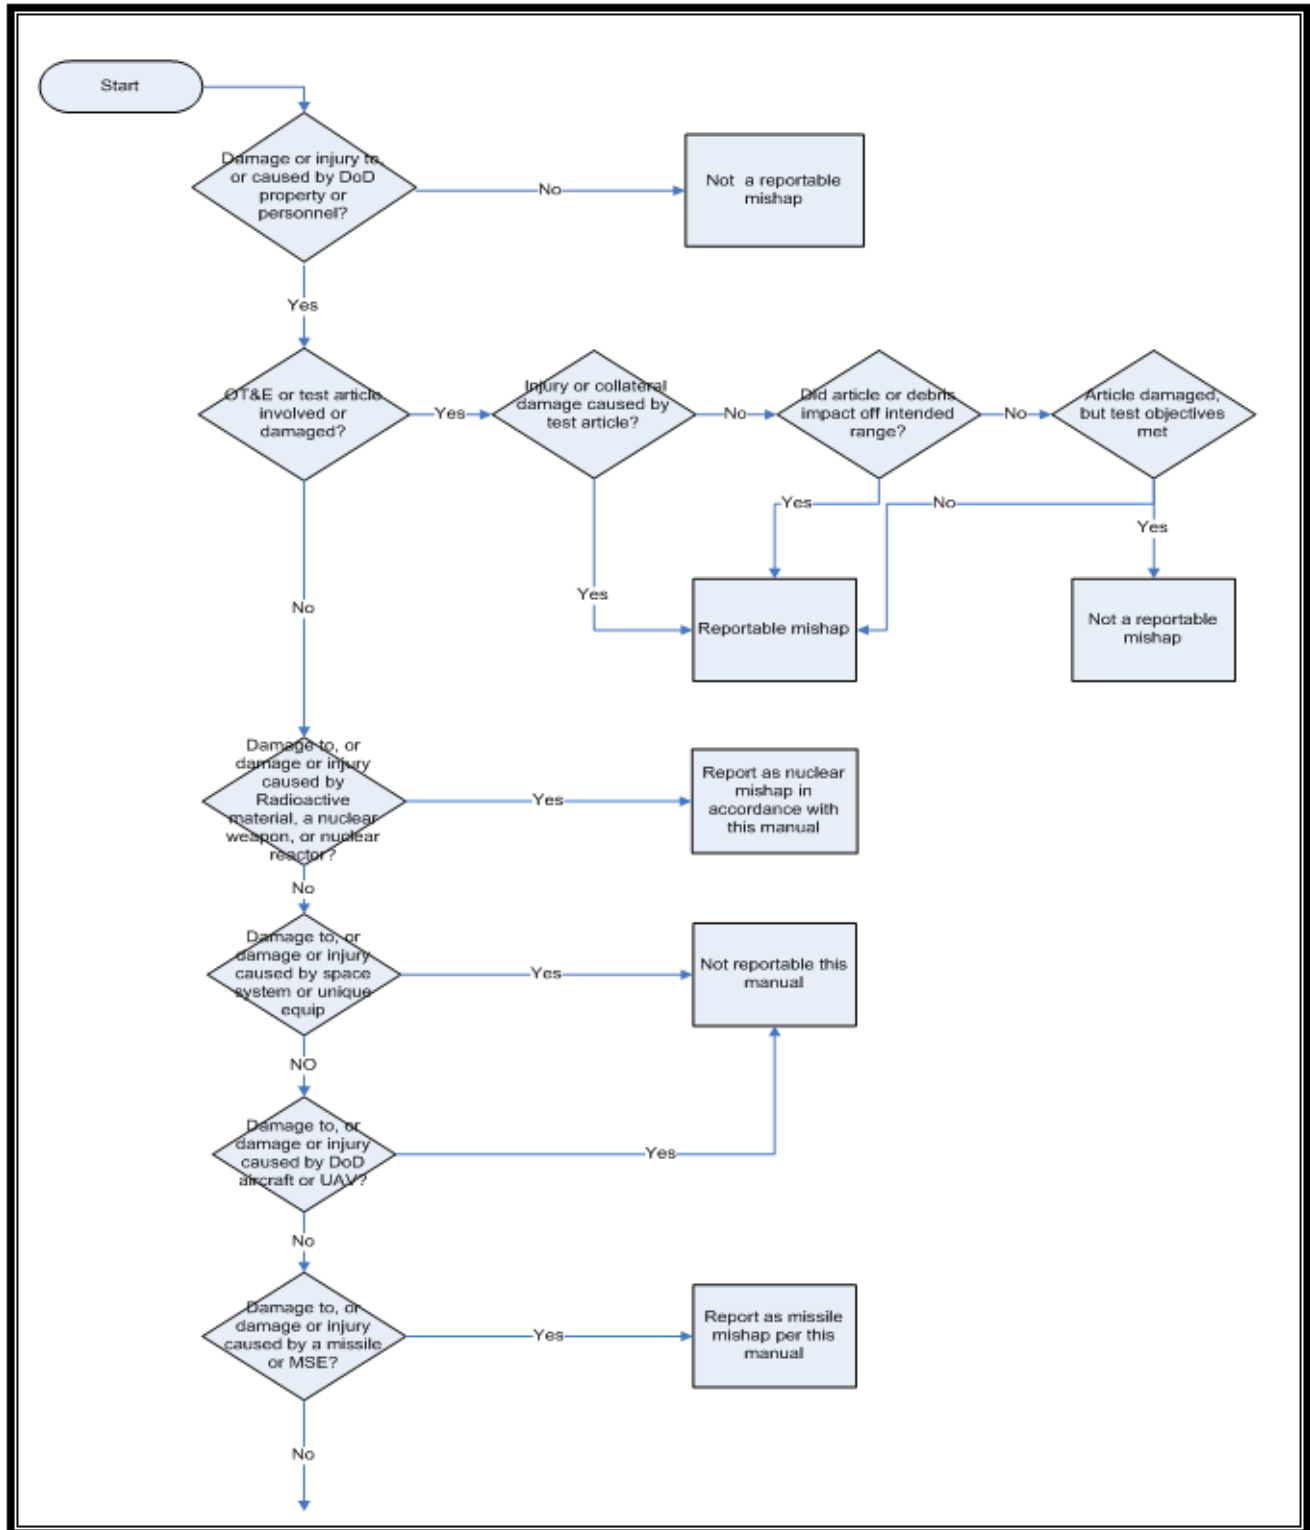 Start
Damage or injury to,
or caused by DoD
property or
personnel?
No
Not a reportable
mishap
Yes
OT&E or test article
involved or
damaged?
Yes
Injury or collateral
damage caused by
test article?
No
Did article or debris
impact off intended
range?
No
Article damaged,
but test objectives
met
Yes
No
Yes
Yes
No
Reportable mishap
Not a reportable
mishap
Damage to, or
damage or injury
caused by
Radioactive
material, a nuclear
weapon, or nuclear
reactor?
Yes
Report as nuclear
mishap in
accordance with
this manual
No
Damage to, or
damage or injury
caused by space
system or unique
equip
Yes
Not reportable this
manual
NO
Damage to, or
damage or injury
caused by DoD
aircraft or UAV?
Yes
No
Damage to, or
damage or injury
caused by a missile
or MSE?
Yes
Report as missile
mishap per this
manual
No